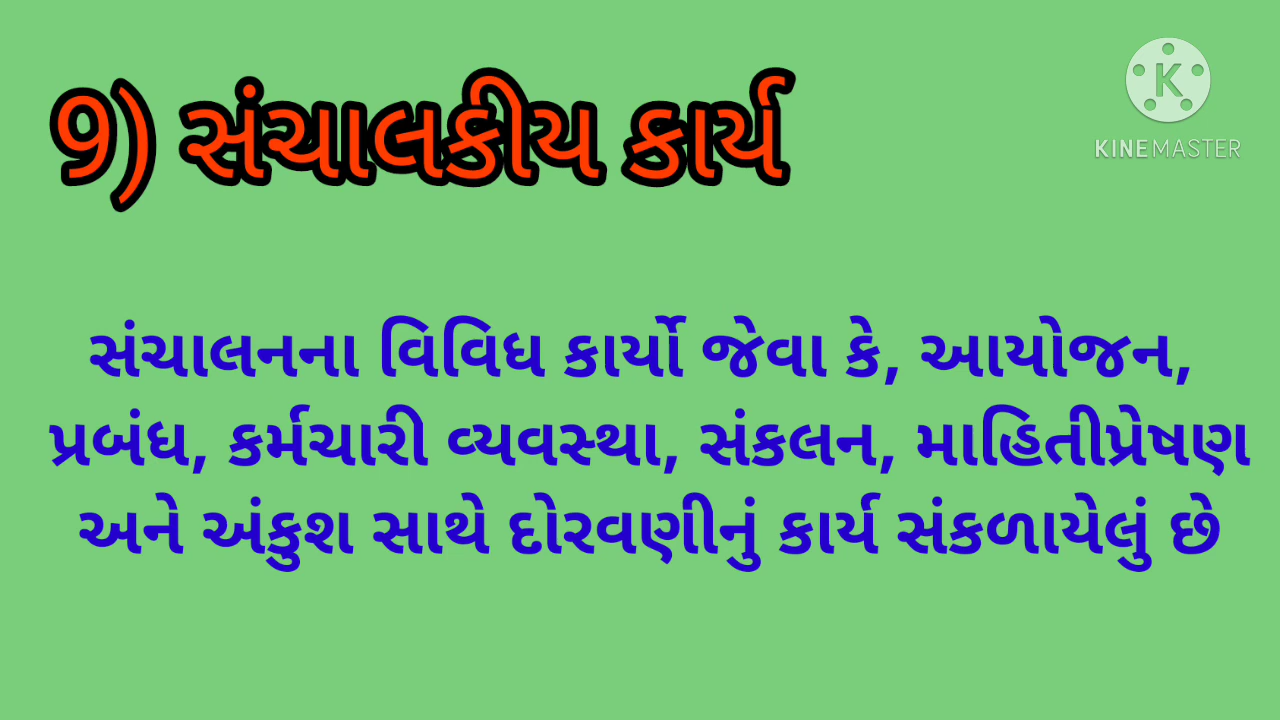 9) સંચાલકીય કાર્ય
KINEMASTER
સંચાલનના વિવિધ કાર્યો જેવા કે, આયોજન,
પ્રબંધ, કર્મચારી વ્યવસ્થા, સંકલન, માહિતીપ્રેષણ
અને અંકુશ સાથે દોરવણીનું કાર્ય સંકળાયેલું છે